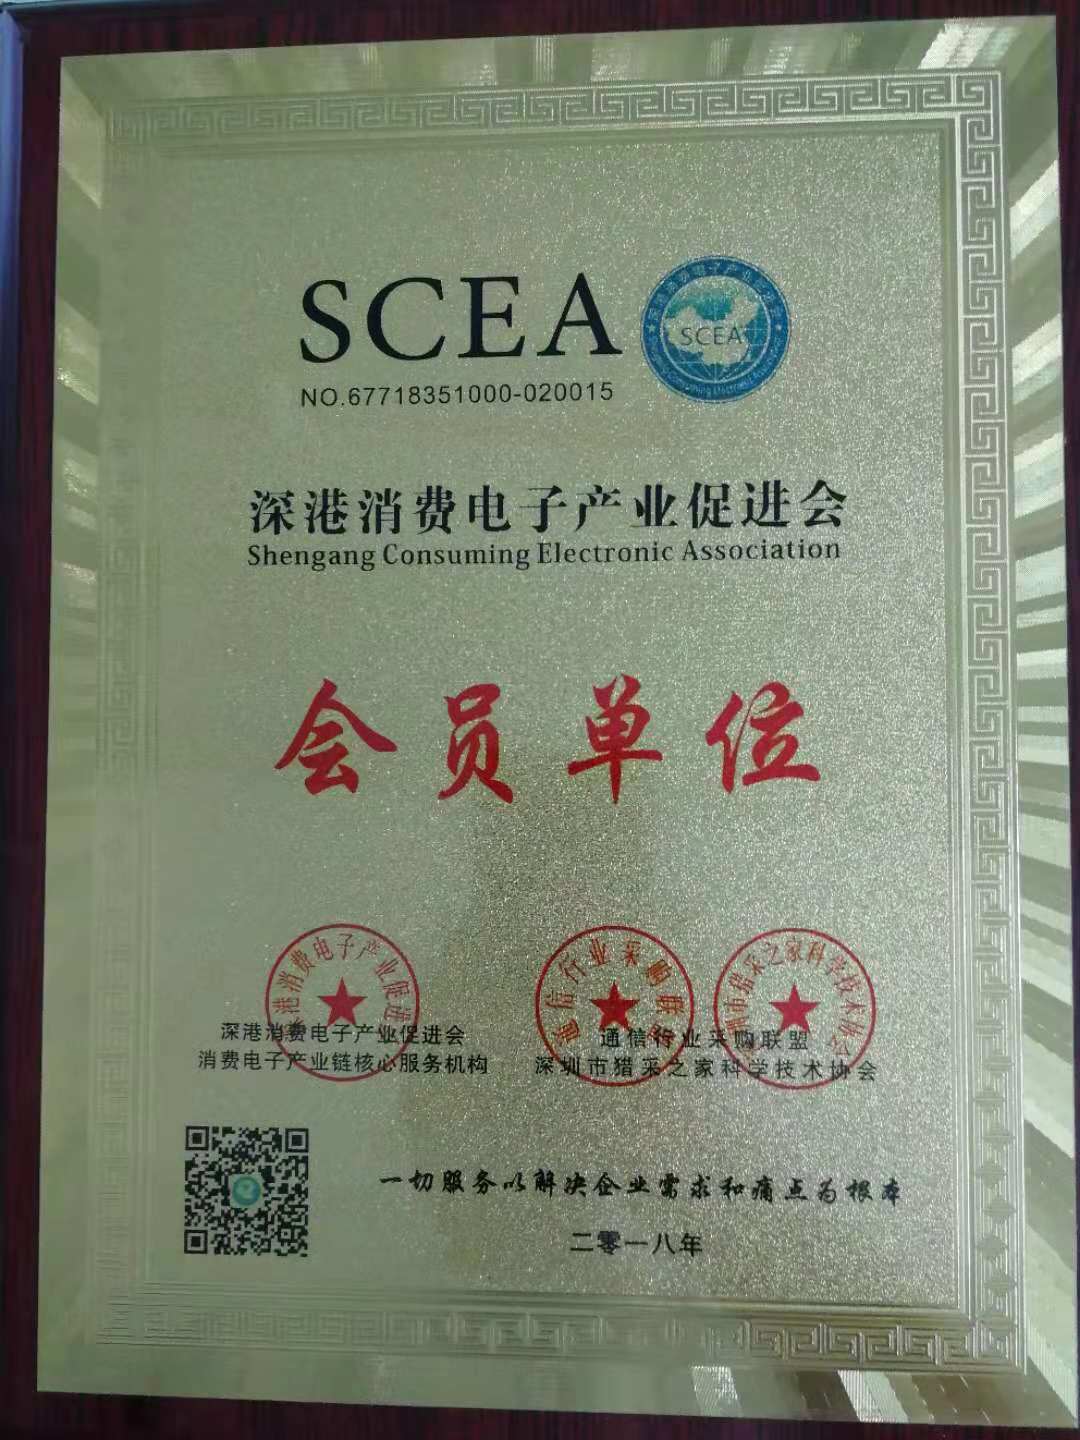 SCEA
SCEA
NO.67718351000-020015
深港消费电子产业促进会
Shengang Consuming Electronic Association
会员单位
深港消费电子产业促进会
消费电子产业链核心服务机构
通信行业采购联盟
深圳市猎采之家科学技术协会
一切服务以解决企业需求和痛点为根本
二零一八年